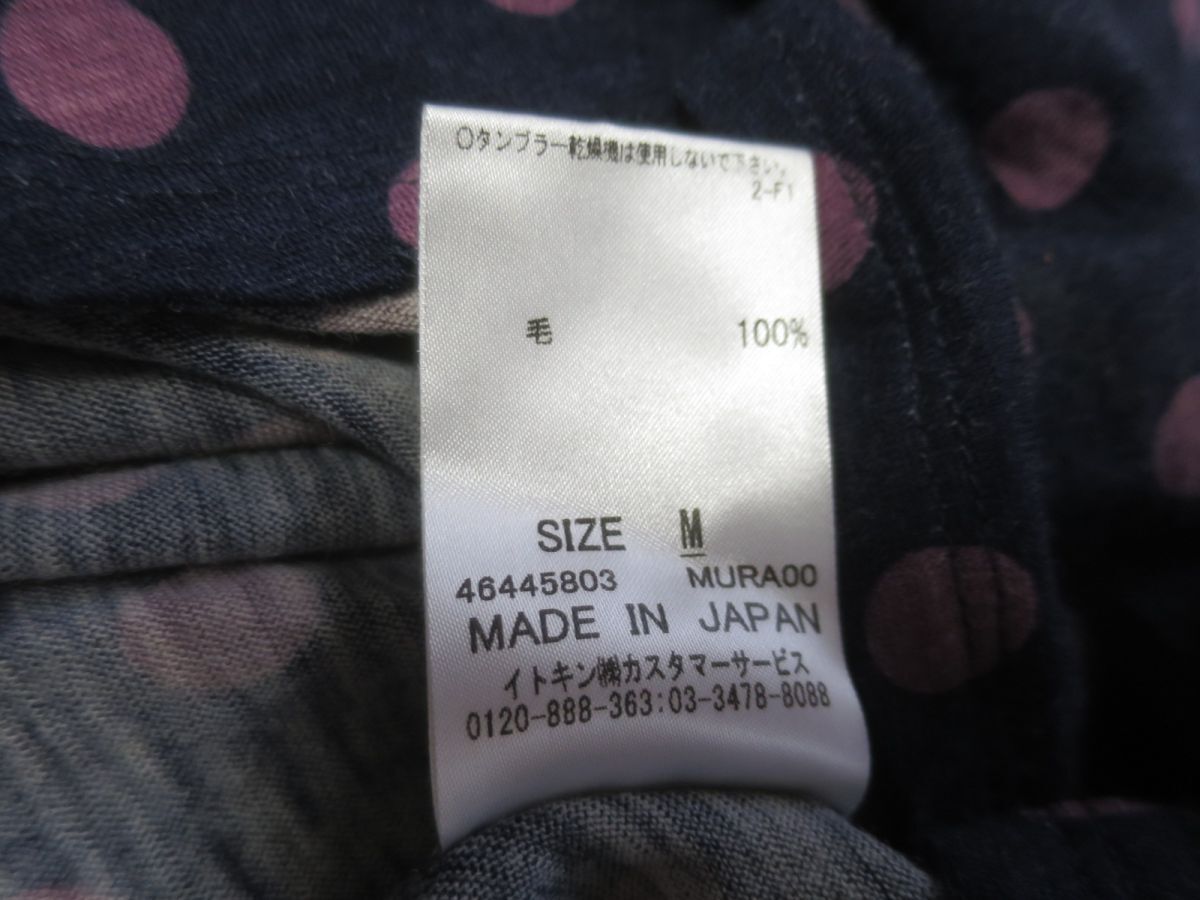 ○タンブラー乾燥機は使用しないで下さい。
2-F1
毛 100%
SIZE M
46445803 MURA00
MADE IN JAPAN
イトキン㈱カスタマーサービス
0120-888-363:03-3478-8088